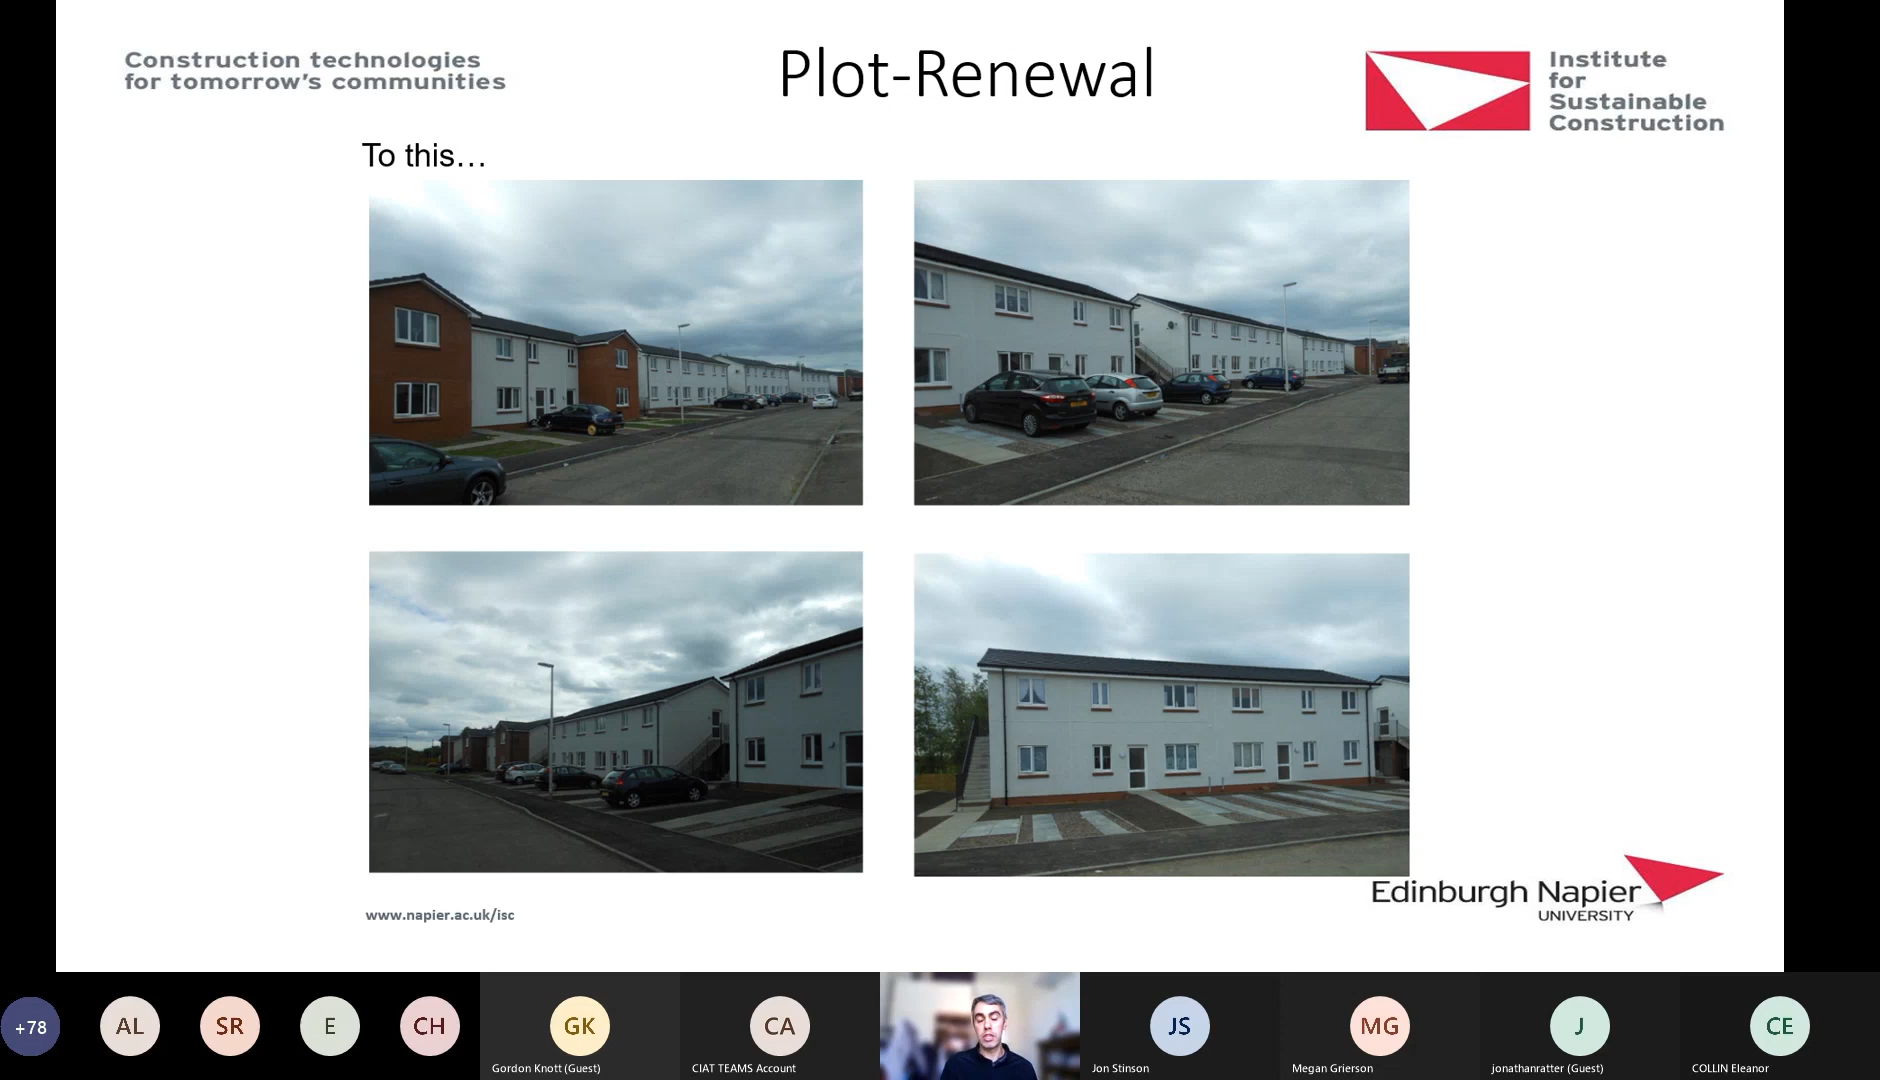 Construction technologies
for tomorrow's communities
Plot-Renewal
Institute
for
Sustainable
Construction
To this…
www.napier.ac.uk/isc
Edinburgh Napier
UNIVERSITY
+78
AL
SR
E
CH
GK
Gordon Knott (Guest)
CA
CIAT TEAMS Account
JS
Jon Stinson
MG
Megan Grierson
J
jonathanratter (Guest)
CE
COLLIN Eleanor